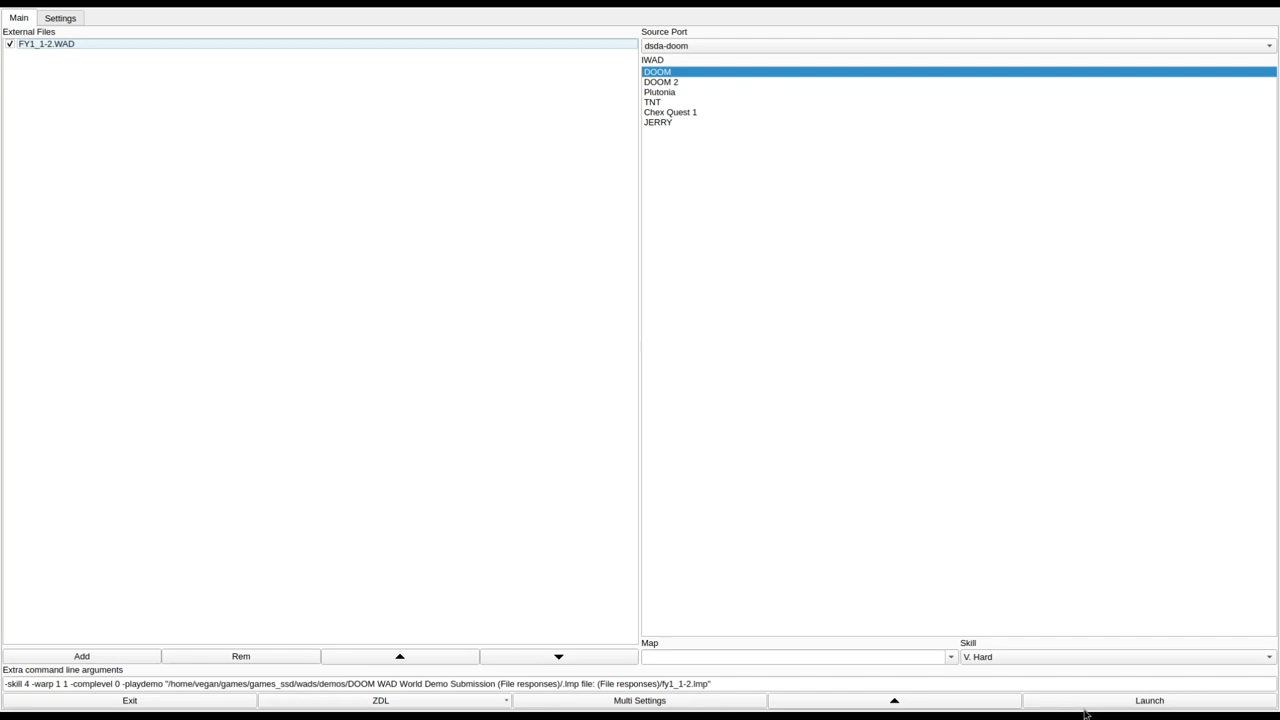 Main Settings
External Files
FY1_1-2.WAD
Source Port
dsda-doom
IWAD
DOOM
DOOM 2
Plutonia
TNT
Chex Quest 1
JERRY
Add Rem
Map Skill
V. Hard
Extra command line arguments
-skill 4 -warp 1 1 -complevel 0 -playdemo "/home/vegan/games/games_ssd/wads/demos/DOOM WAD World Demo Submission (File responses)/.lmp file: (File responses)/fy1_1-2.lmp"
Exit ZDL Multi Settings Launch